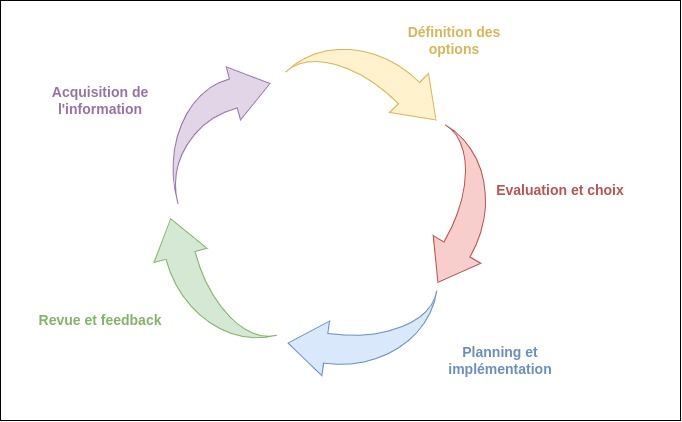 Définition des
options
Acquisition de
l'information
Evaluation et choix
Revue et feedback
Planning et
implémentation